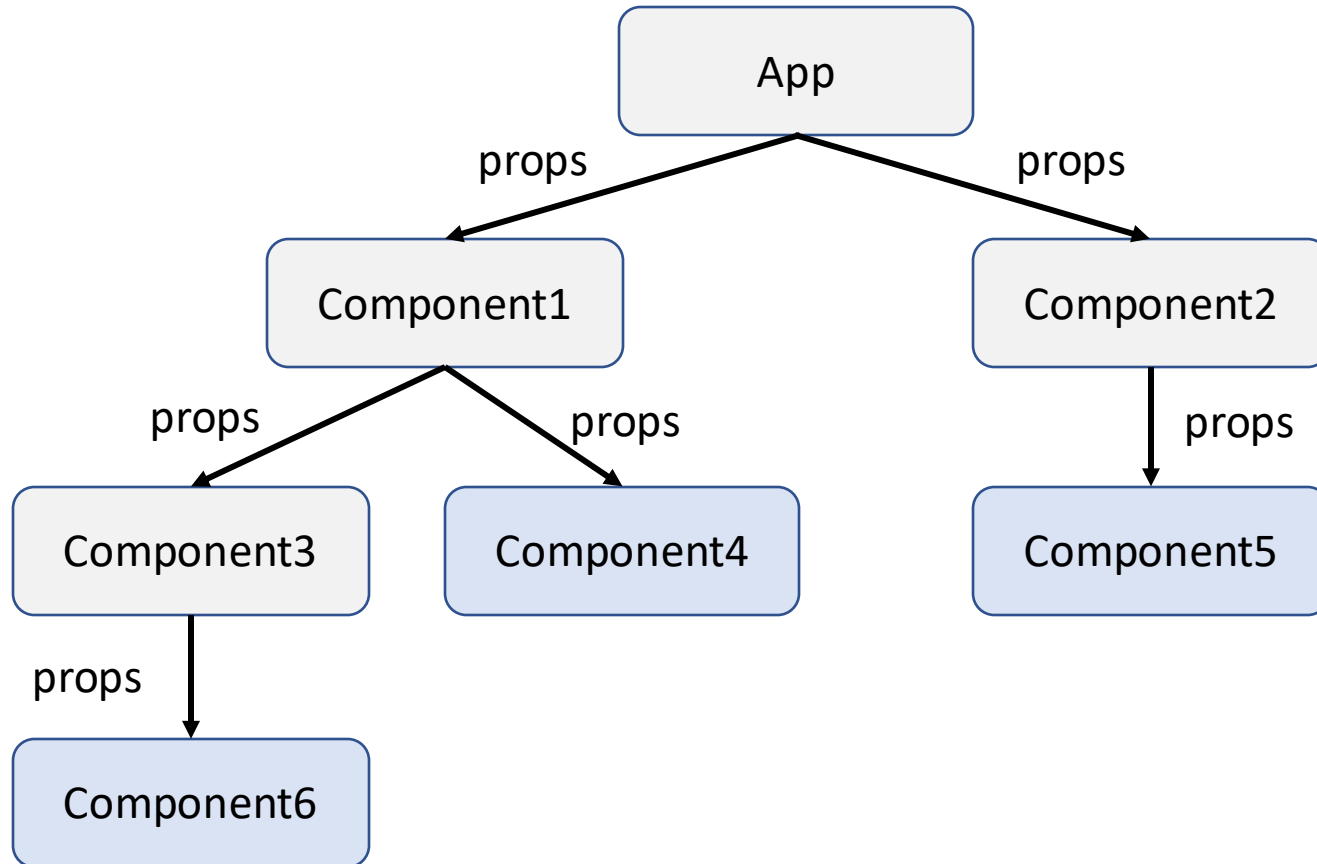 App
props
props
Component1
Component2
props
props
props
Component3
Component4
Component5
props
Component6